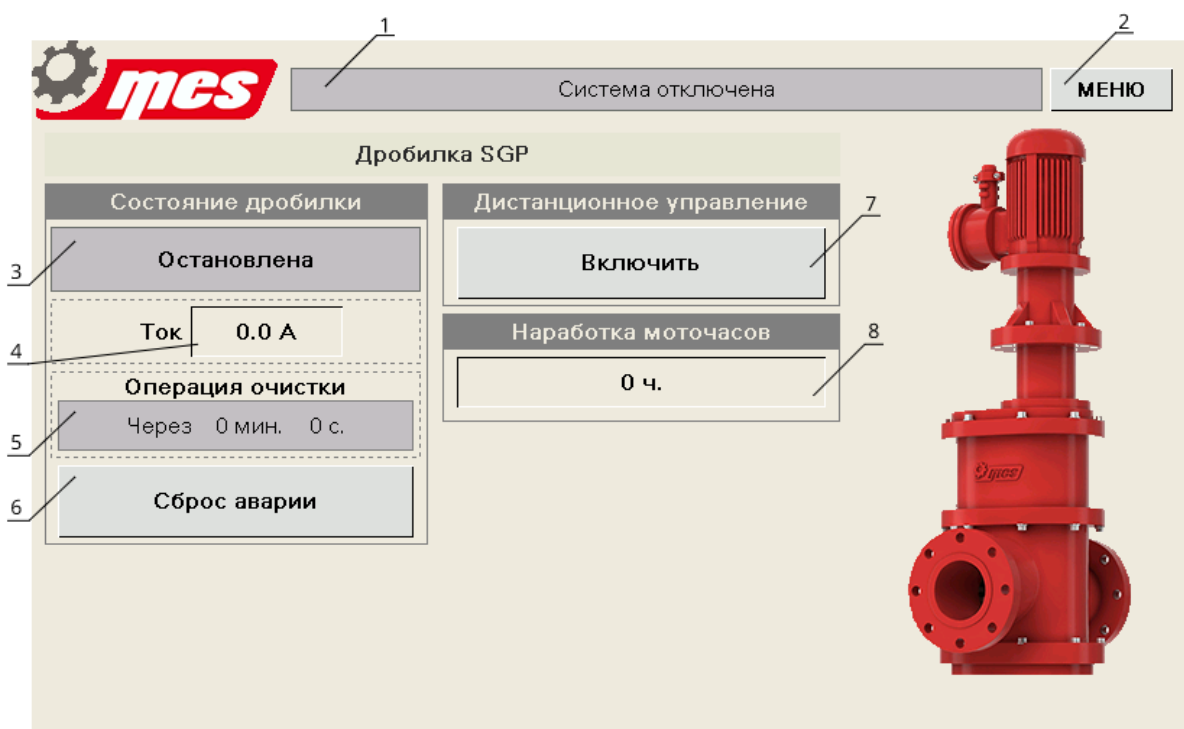 1
2
mes
Система отключена
МЕНЮ
Дробилка SGP
Состояние дробилки
Дистанционное управление
7
3
Остановлена
Включить
4
Ток
0.0 А
Наработка моточасов
8
Операция очистки
0 ч.
5
Через 0 мин. 0 с.
6
Сброс аварии
mes